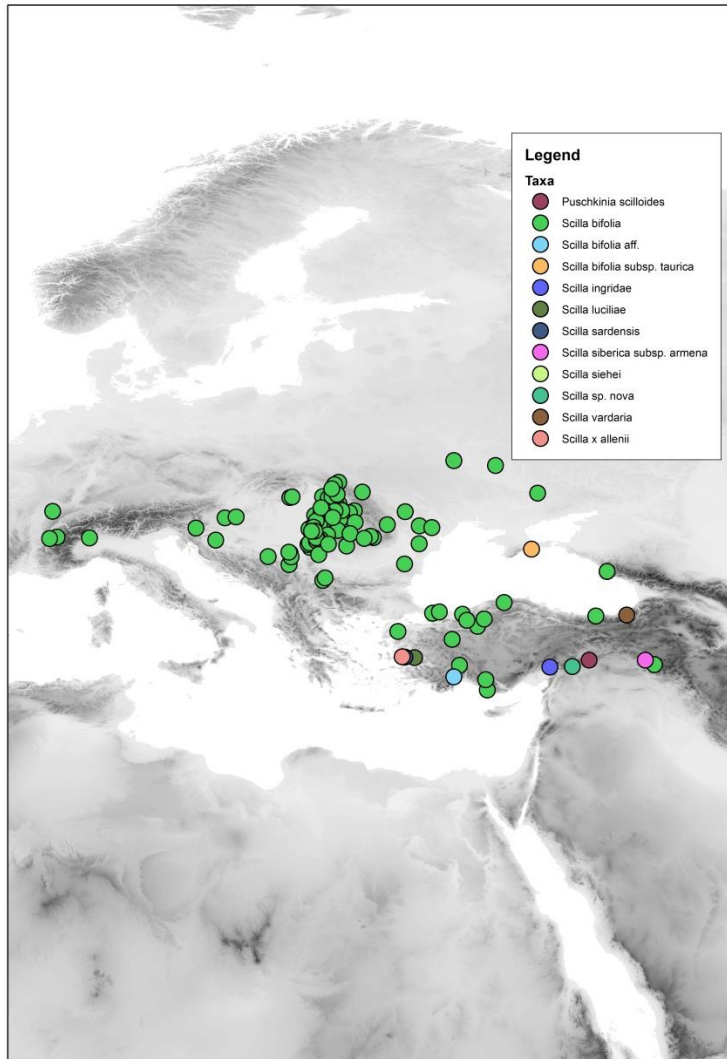 Legend
Taxa
Puschkinia scilloides
Scilla bifolia
Scilla bifolia aff.
Scilla bifolia subsp. taurica
Scilla ingridae
Scilla luciliae
Scilla sardensis
Scilla siberica subsp. armena
Scilla siehei
Scilla sp. nova
Scilla vardaria
Scilla x allenii